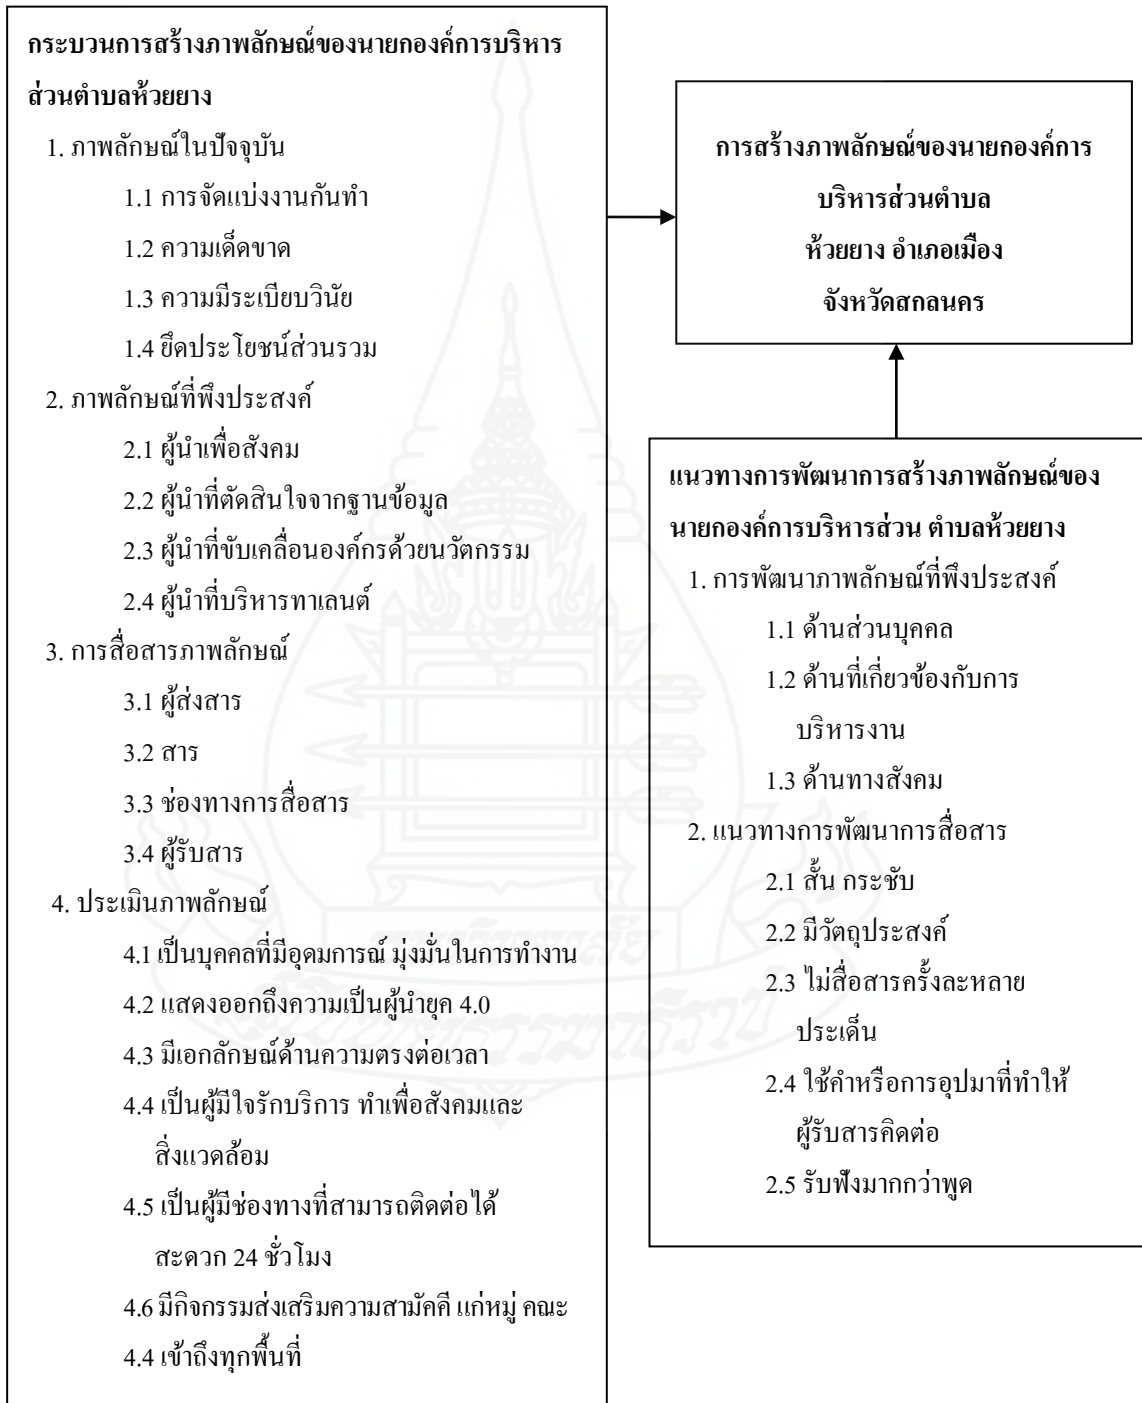 กระบวนการสร้างภาพลักษณ์ของนายกองค์การบริหาร
ส่วนตำบลห้วยยาง
1. ภาพลักษณ์ในปัจจุบัน
1.1 การจัดแบ่งงานกันทำ
1.2 ความเด็ดขาด
1.3 ความมีระเบียบวินัย
1.4 ยึดประโยชน์ส่วนรวม
2. ภาพลักษณ์ที่พึงประสงค์
2.1 ผู้นำเพื่อสังคม
2.2 ผู้นำที่ตัดสินใจจากฐานข้อมูล
2.3 ผู้นำที่ขับเคลื่อนองค์กรด้วยนวัตกรรม
2.4 ผู้นำที่บริหารทาเลนต์
3. การสื่อสารภาพลักษณ์
3.1 ผู้ส่งสาร
3.2 สาร
3.3 ช่องทางการสื่อสาร
3.4 ผู้รับสาร
4. ประเมินภาพลักษณ์
4.1 เป็นบุคคลที่มีอุดมการณ์ มุ่งมั่นในการทำงาน
4.2 แสดงออกถึงความเป็นผู้นำยุค 4.0
4.3 มีเอกลักษณ์ด้านความตรงต่อเวลา
4.4 เป็นผู้มีใจรักบริการ ทำเพื่อสังคมและ
สิ่งแวดล้อม
4.5 เป็นผู้มีช่องทางที่สามารถติดต่อได้
สะดวก 24 ชั่วโมง
4.6 มีกิจกรรมส่งเสริมความสามัคคี แก่หมู่ คณะ
4.4 เข้าถึงทุกพื้นที่
การสร้างภาพลักษณ์ของนายกองค์การ
บริหารส่วนตำบล
ห้วยยาง อำเภอเมือง
จังหวัดสกลนคร
แนวทางการพัฒนาการสร้างภาพลักษณ์ของ
นายกองค์การบริหารส่วน ตำบลห้วยยาง
1. การพัฒนาภาพลักษณ์ที่พึงประสงค์
1.1 ด้านส่วนบุคคล
1.2 ด้านที่เกี่ยวข้องกับการ
บริหารงาน
1.3 ด้านทางสังคม
2. แนวทางการพัฒนาการสื่อสาร
2.1 สั้น กระชับ
2.2 มีวัตถุประสงค์
2.3 ไม่สื่อสารครั้งละหลาย
ประเด็น
2.4 ใช้คำหรือการอุปมาที่ทำให้
ผู้รับสารคิดต่อ
2.5 รับฟังมากกว่าพูด
มหาวิทยาลัย
สุโขทัยธรรมาธิราช